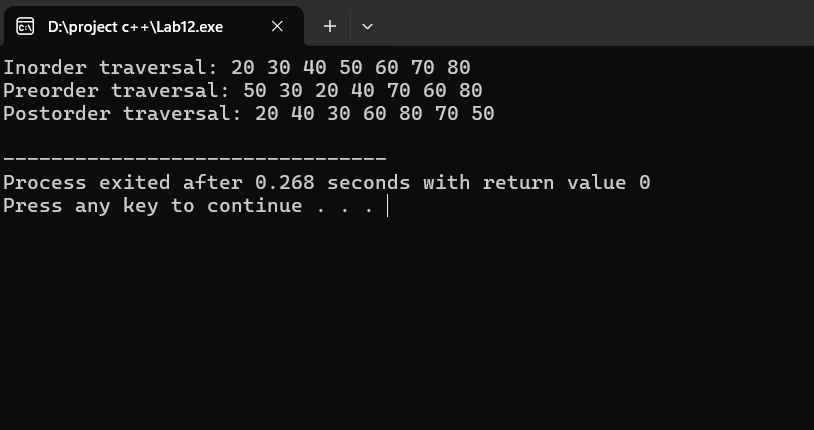 D:\project c++\Lab12.exe
Inorder traversal: 20 30 40 50 60 70 80
Preorder traversal: 50 30 20 40 70 60 80
Postorder traversal: 20 40 30 60 80 70 50
--------------------------------
Process exited after 0.268 seconds with return value 0
Press any key to continue . . .